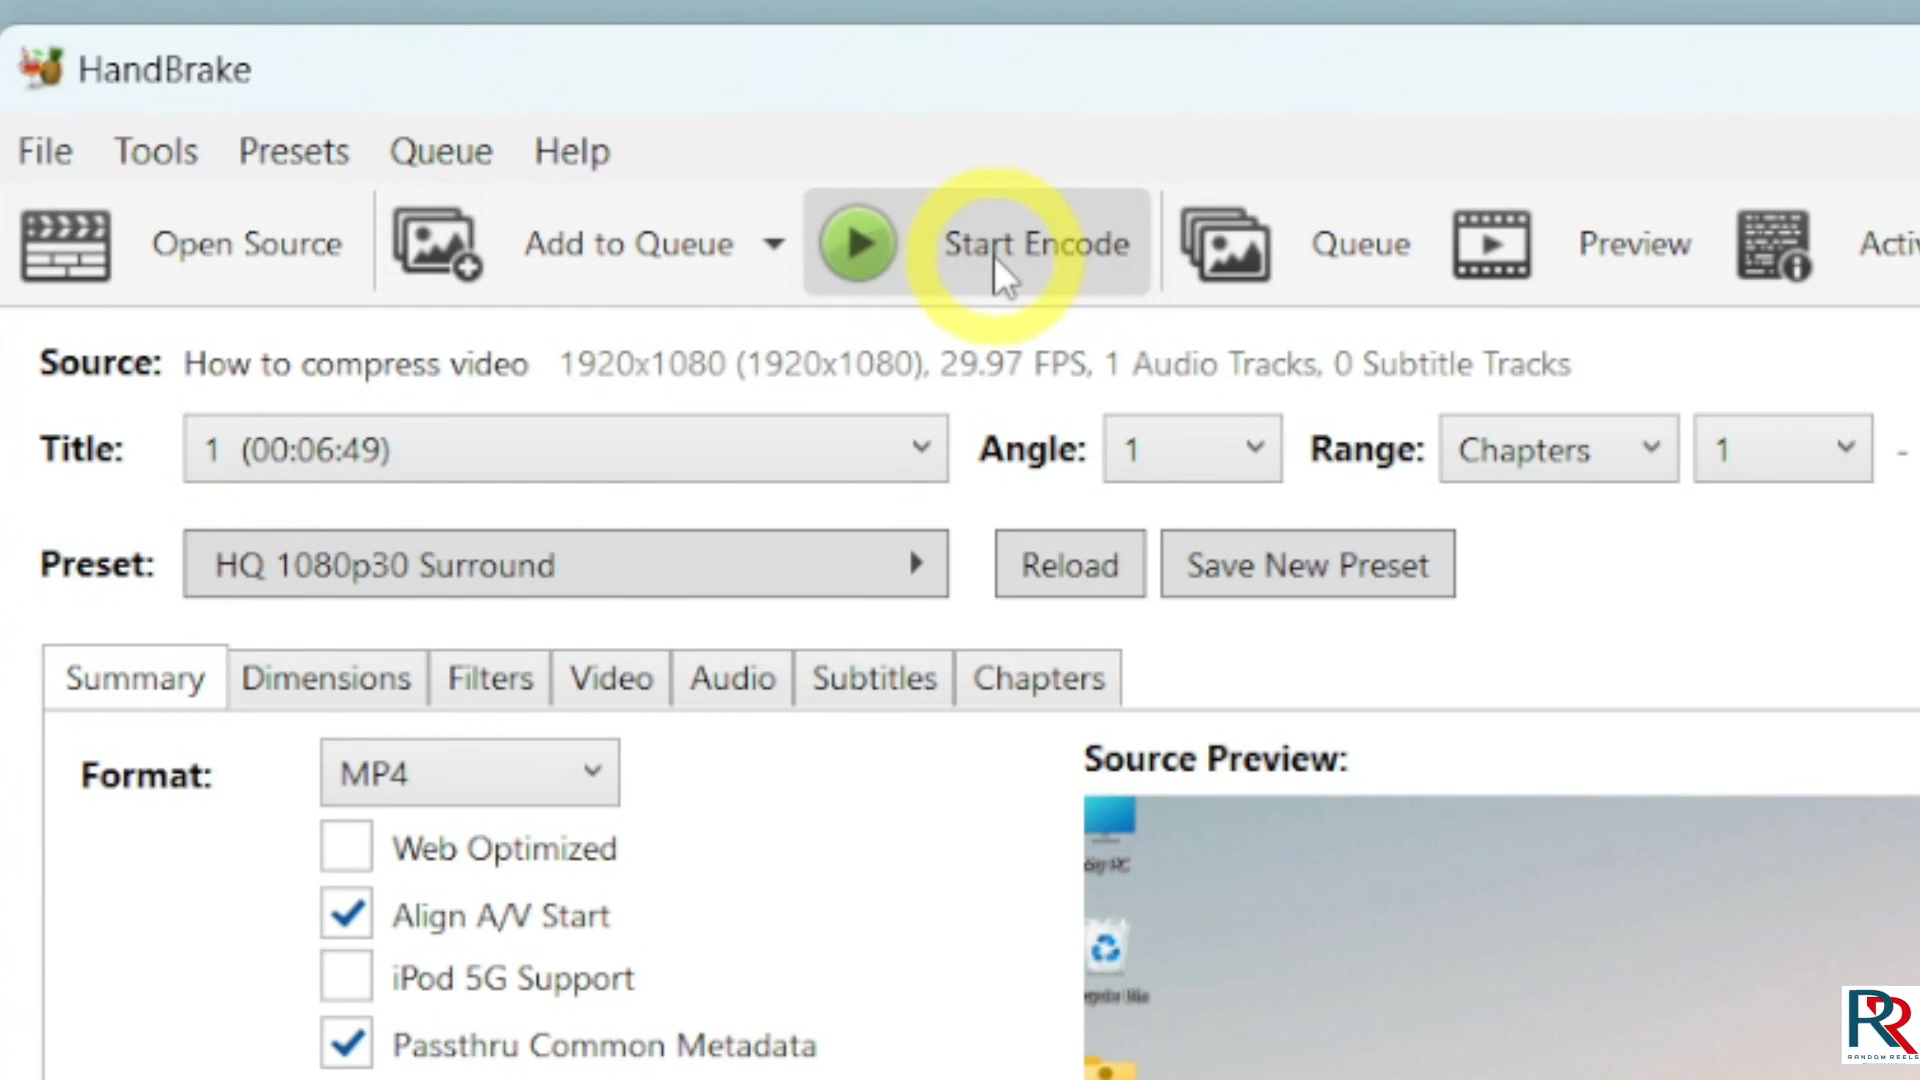 HandBrake
File Tools Presets Queue Help
Open Source Add to Queue Start Encode Queue Preview Activ
Source: How to compress video 1920x1080 (1920x1080), 29.97 FPS, 1 Audio Tracks, 0 Subtitle Tracks
Title: 1 (00:06:49) Angle: 1 Range: Chapters 1 -
Preset: HQ 1080p30 Surround Reload Save New Preset
Summary Dimensions Filters Video Audio Subtitles Chapters
Format: MP4
Source Preview:
Web Optimized
Align A/V Start
iPod 5G Support
Passthru Common Metadata
RR
RANDOM REELS